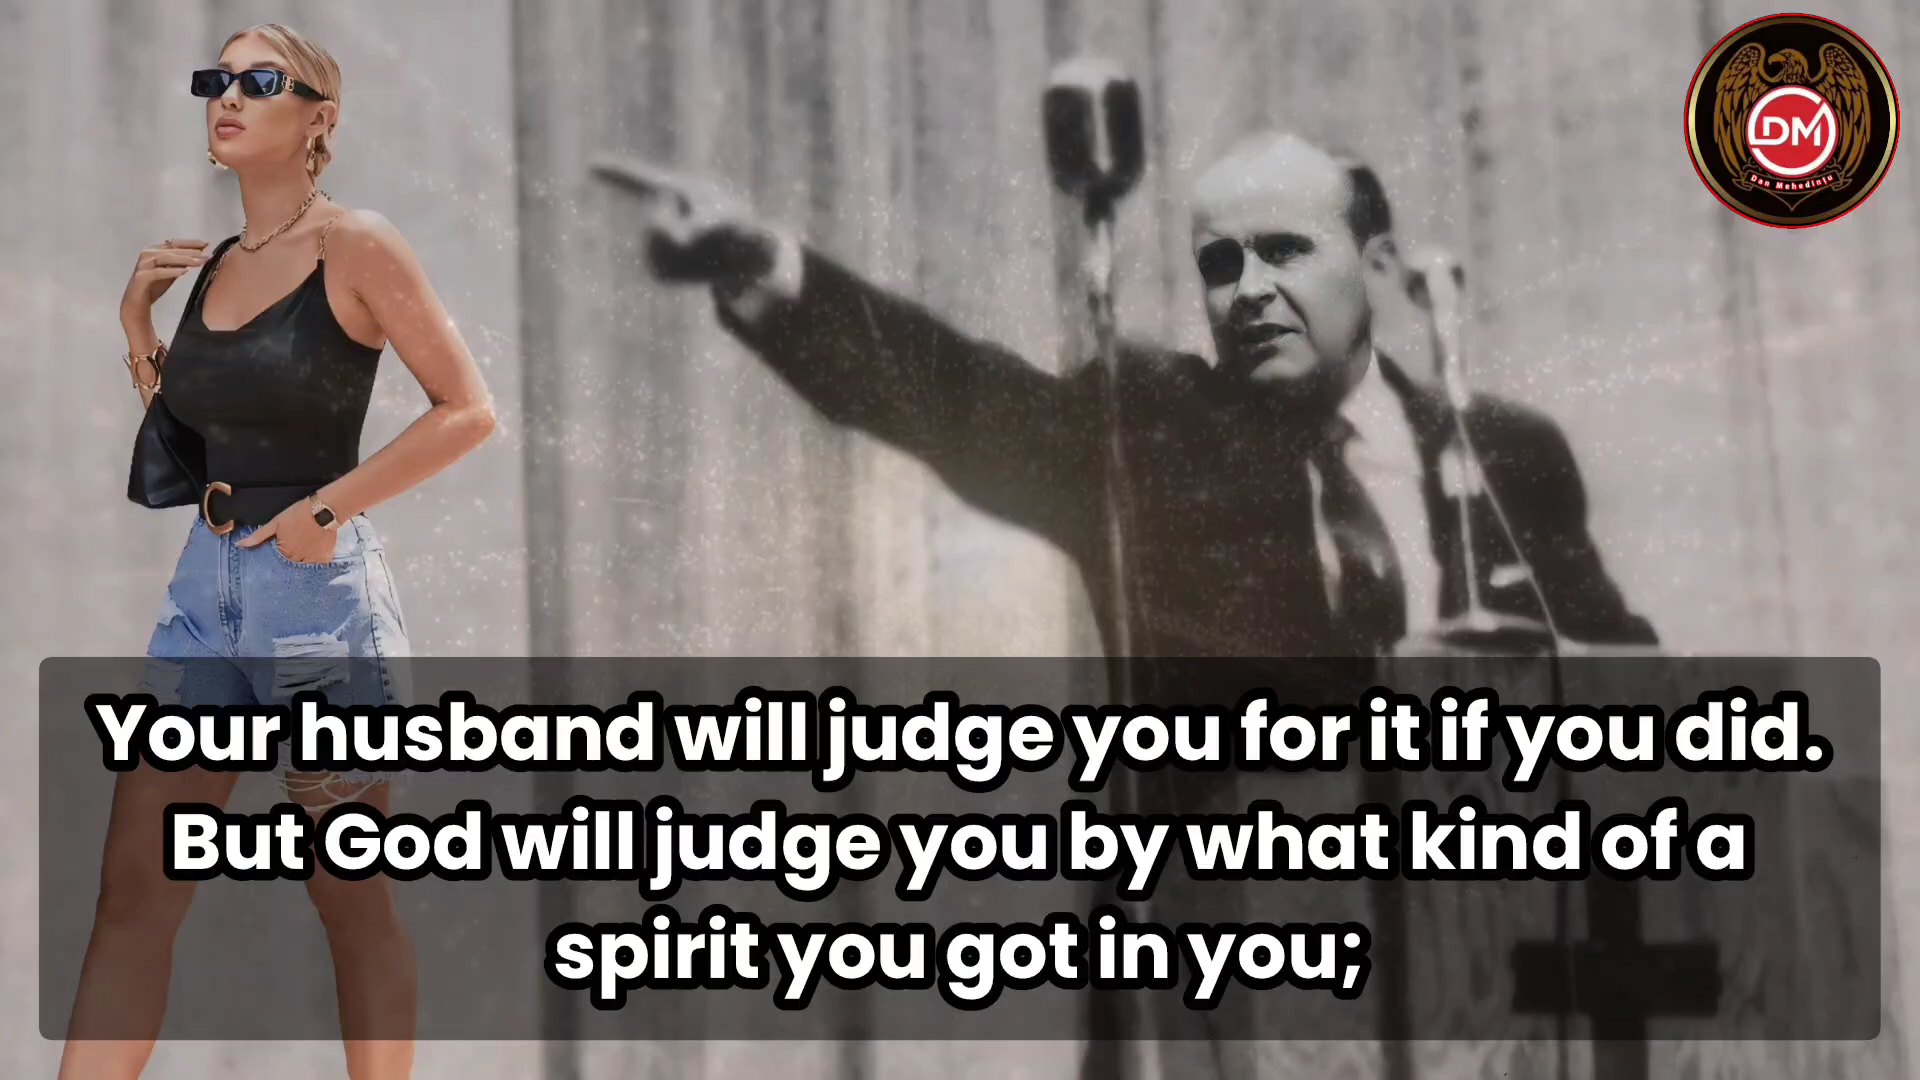 DM
Dan Mehedințu
Your husband will judge you for it if you did.
But God will judge you by what kind of a
spirit you got in you;